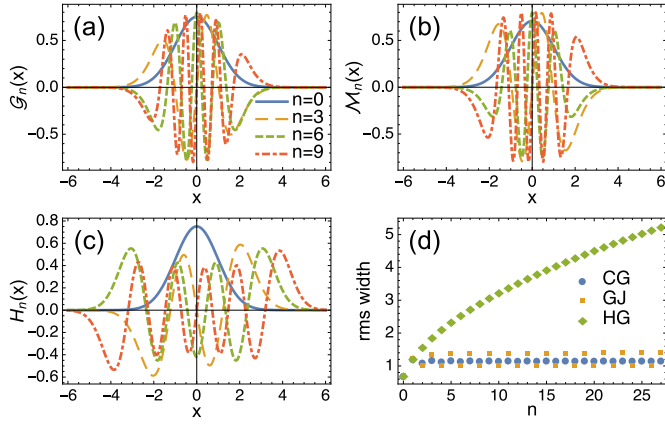 (a)
𝒢n(x)
0.5
0.0
−0.5
n=0
n=3
n=6
n=9
−6 −4 −2 0 2 4 6
x
(b)
ℳn(x)
0.5
0.0
−0.5
−6 −4 −2 0 2 4 6
x
(c)
Hn(x)
0.8
0.6
0.4
0.2
0.0
−0.2
−0.4
−0.6
−6 −4 −2 0 2 4 6
x
(d)
rms width
5
4
3
2
1
CG
GJ
HG
0 5 10 15 20 25
n